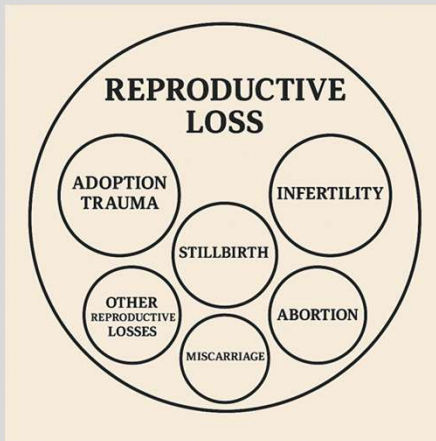 REPRODUCTIVE
LOSS
ADOPTION
TRAUMA
INFERTILITY
STILLBIRTH
OTHER
REPRODUCTIVE
LOSSES
ABORTION
MISCARRIAGE